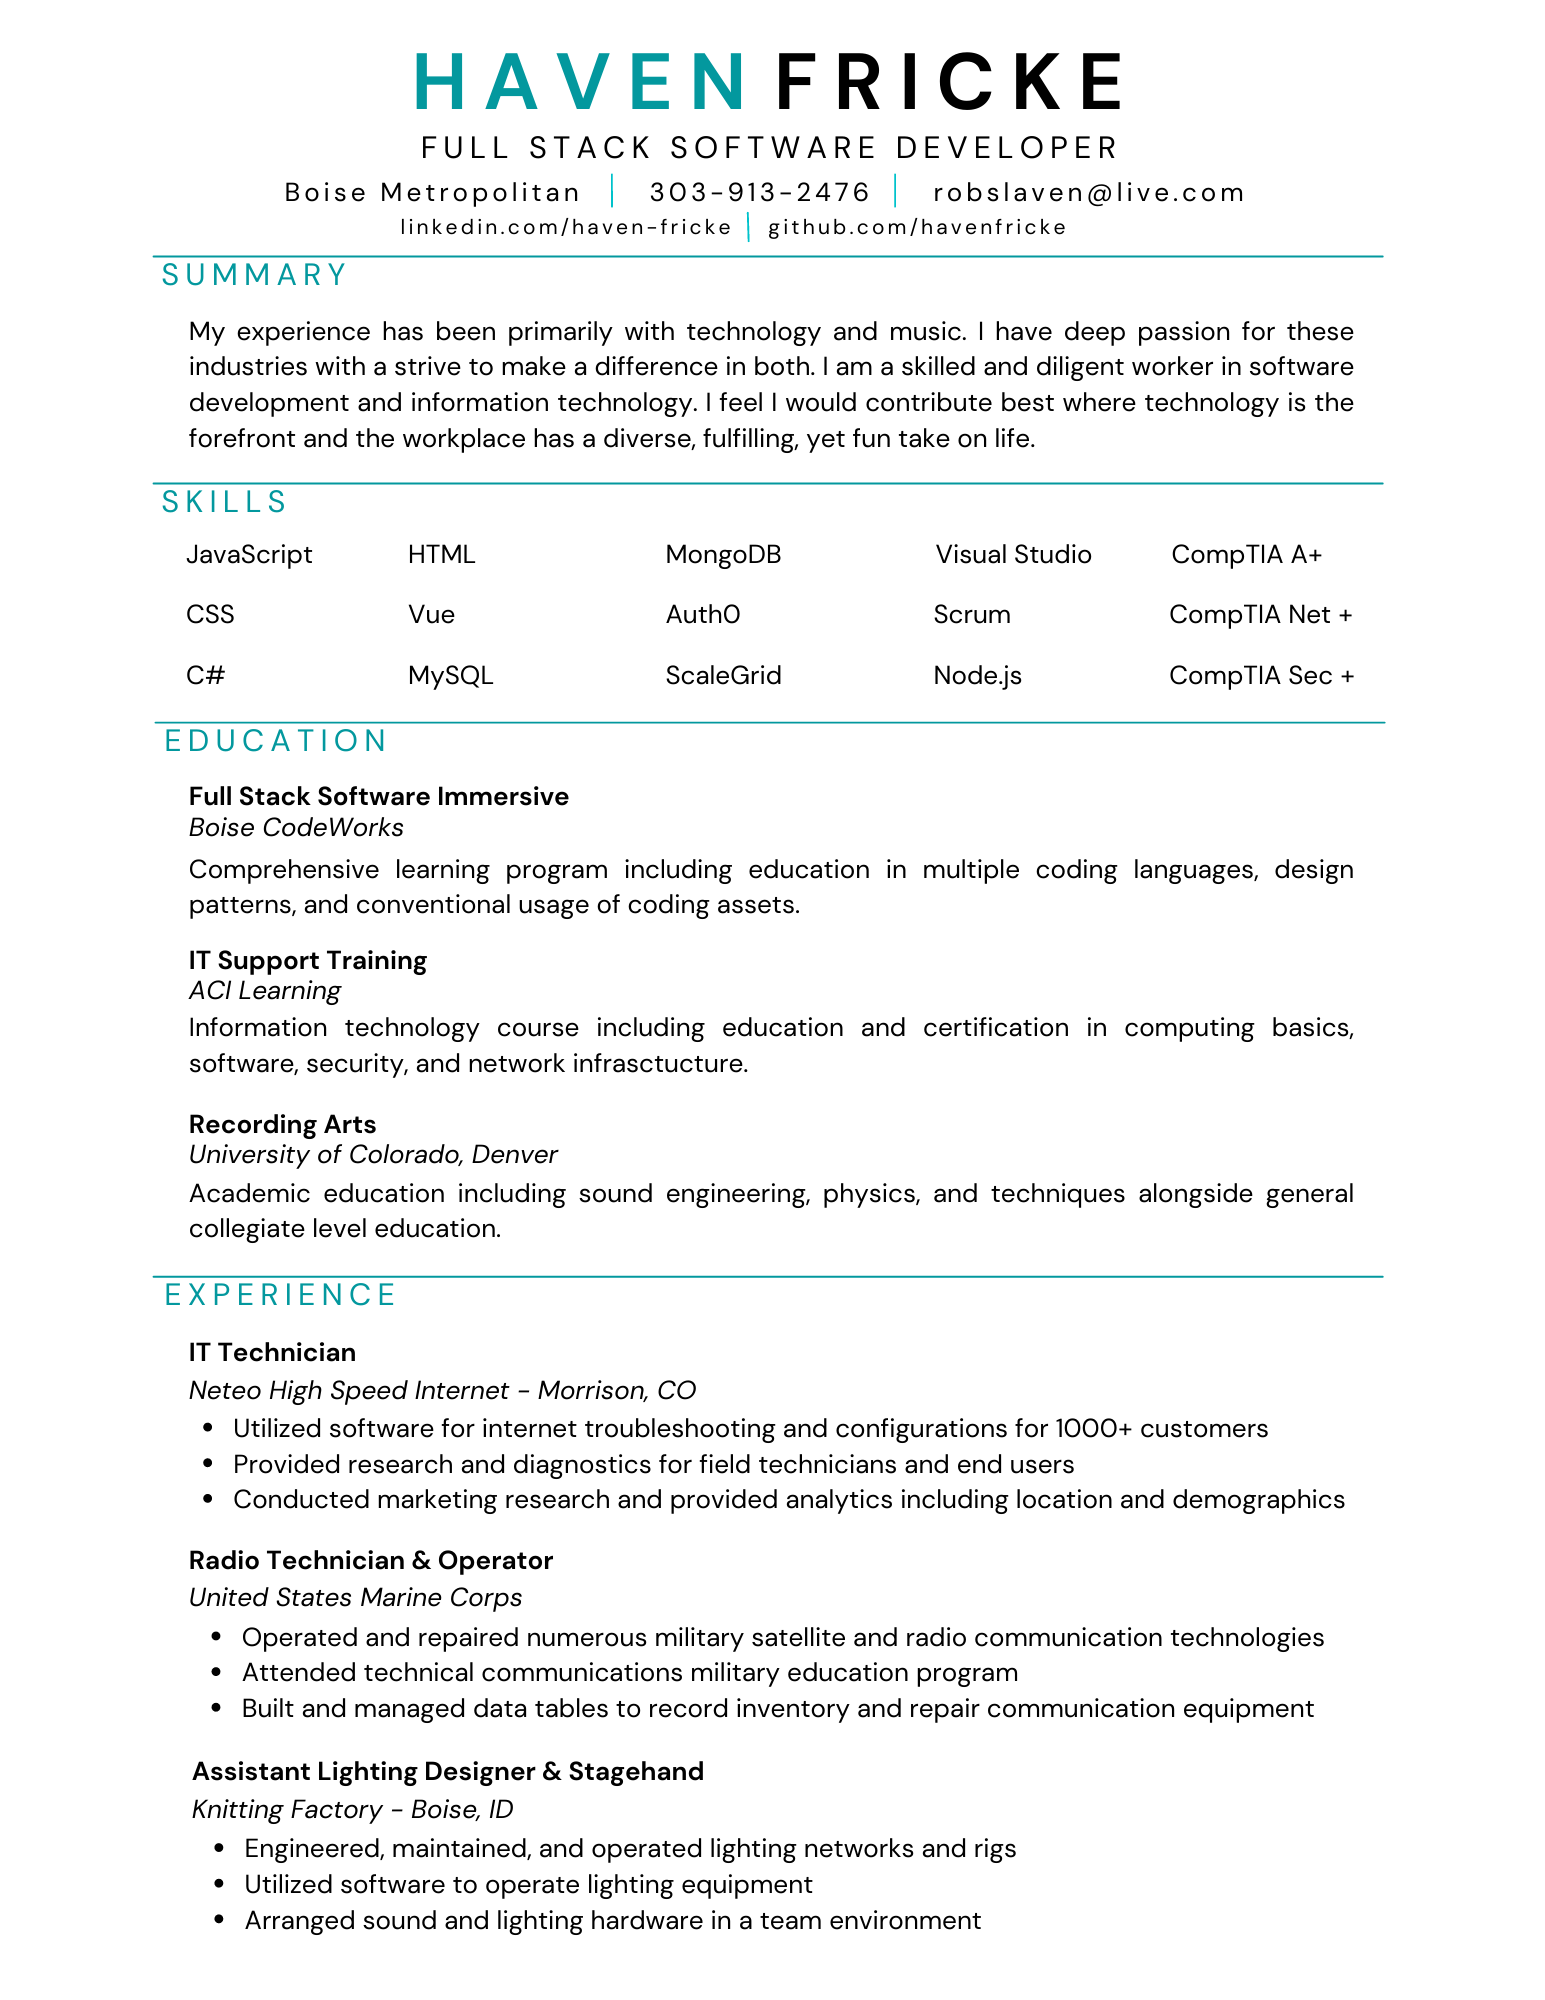 HAVEN FRICKE
FULL STACK SOFTWARE DEVELOPER
Boise Metropolitan | 303-913-2476 | robslaven@live.com
linkedin.com/haven-fricke | github.com/havenfricke
SUMMARY
My experience has been primarily with technology and music. I have deep passion for these
industries with a strive to make a difference in both. I am a skilled and diligent worker in software
development and information technology. I feel I would contribute best where technology is the
forefront and the workplace has a diverse, fulfilling, yet fun take on life.
SKILLS
JavaScript HTML MongoDB Visual Studio CompTIA A+
CSS Vue Auth0 Scrum CompTIA Net +
C# MySQL ScaleGrid Node.js CompTIA Sec +
EDUCATION
Full Stack Software Immersive
Boise CodeWorks
Comprehensive learning program including education in multiple coding languages, design
patterns, and conventional usage of coding assets.
IT Support Training
ACI Learning
Information technology course including education and certification in computing basics,
software, security, and network infrasctucture.
Recording Arts
University of Colorado, Denver
Academic education including sound engineering, physics, and techniques alongside general
collegiate level education.
EXPERIENCE
IT Technician
Neteo High Speed Internet - Morrison, CO
• Utilized software for internet troubleshooting and configurations for 1000+ customers
• Provided research and diagnostics for field technicians and end users
• Conducted marketing research and provided analytics including location and demographics
Radio Technician & Operator
United States Marine Corps
• Operated and repaired numerous military satellite and radio communication technologies
• Attended technical communications military education program
• Built and managed data tables to record inventory and repair communication equipment
Assistant Lighting Designer & Stagehand
Knitting Factory - Boise, ID
• Engineered, maintained, and operated lighting networks and rigs
• Utilized software to operate lighting equipment
• Arranged sound and lighting hardware in a team environment